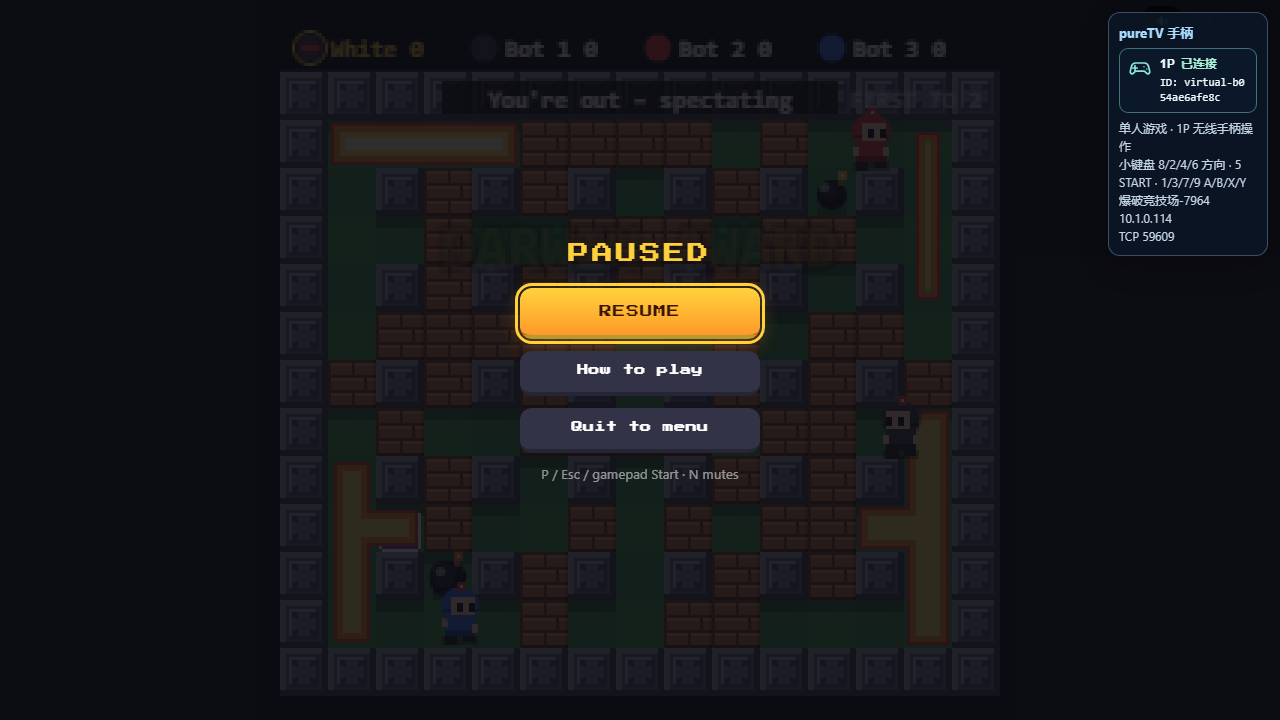 White 0
Bot 1 0
Bot 2 0
Bot 3 0
You're out - spectating
FIRST TO 2
PAUSED
RESUME
How to play
Quit to menu
P / Esc / gamepad Start · N mutes
pureTV 手柄
1P 已连接
ID: virtual-b0
54ae6afe8c
单人游戏 · 1P 无线手柄操
作
小键盘 8/2/4/6 方向 · 5
START · 1/3/7/9 A/B/X/Y
爆破竞技场-7964
10.1.0.114
TCP 59609